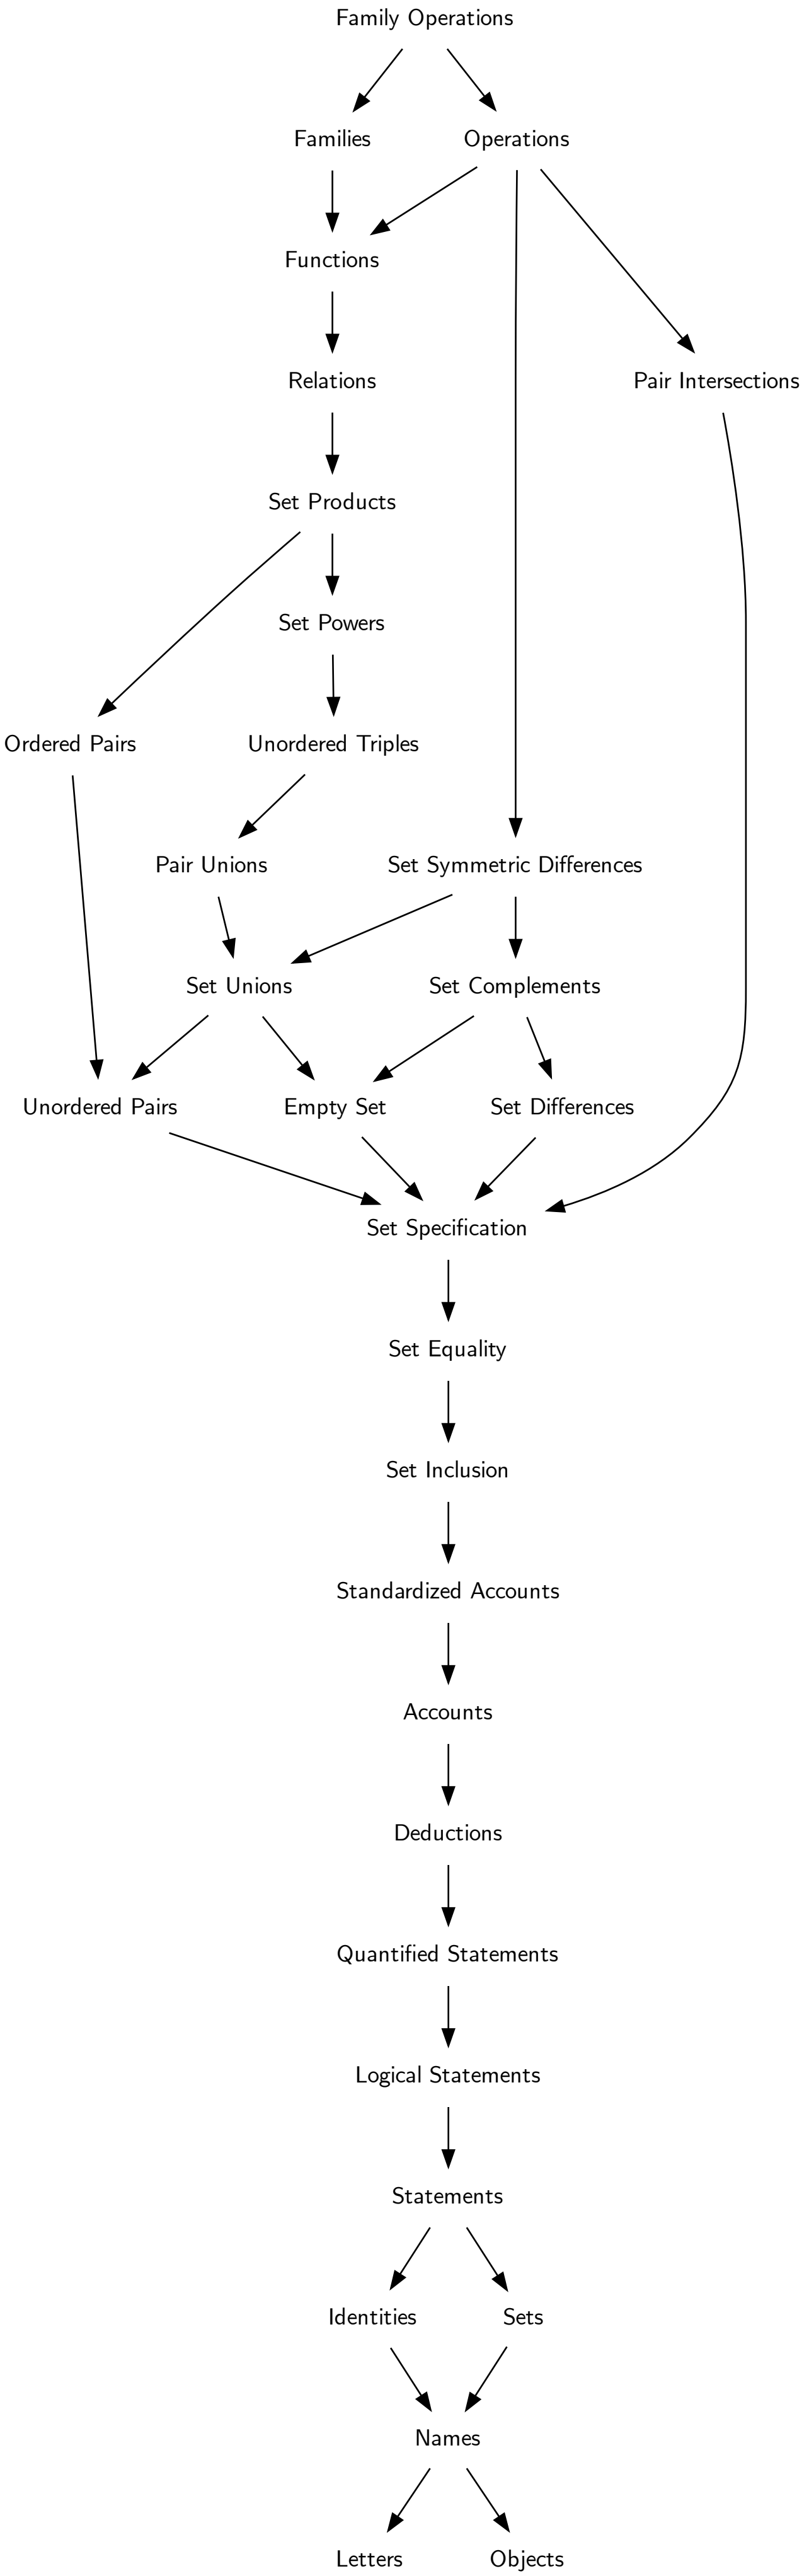 Family Operations
Families
Operations
Functions
Relations
Pair Intersections
Set Products
Set Powers
Ordered Pairs
Unordered Triples
Pair Unions
Set Symmetric Differences
Set Unions
Set Complements
Unordered Pairs
Empty Set
Set Differences
Set Specification
Set Equality
Set Inclusion
Standardized Accounts
Accounts
Deductions
Quantified Statements
Logical Statements
Statements
Identities
Sets
Names
Letters
Objects